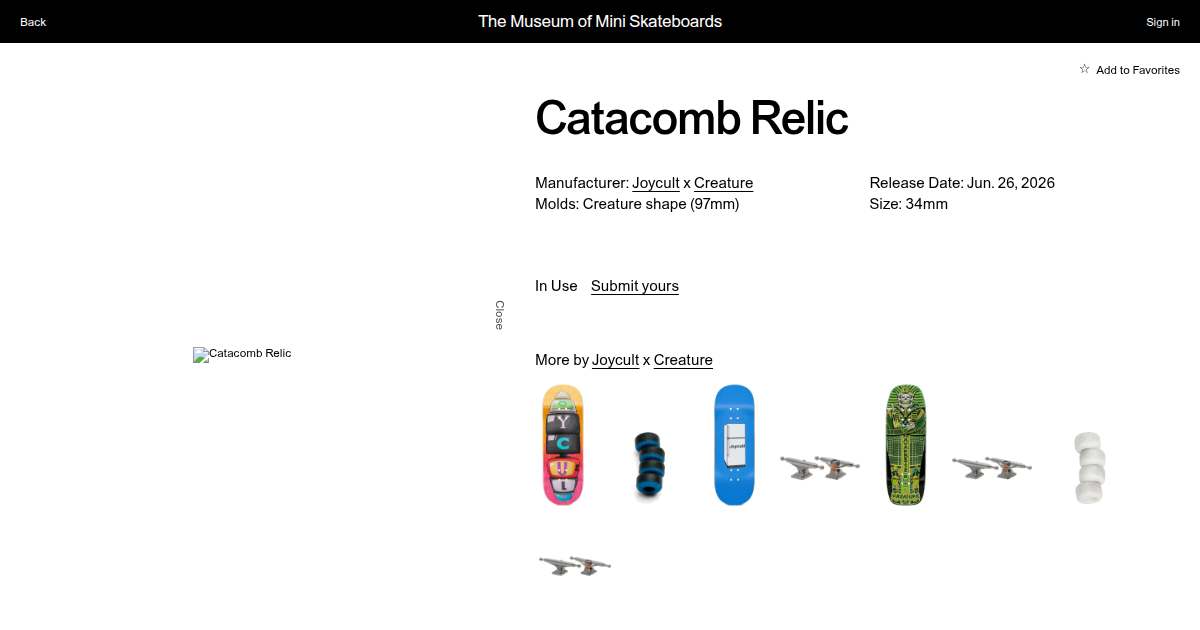 Back
The Museum of Mini Skateboards
Sign in
☆ Add to Favorites
Catacomb Relic
Manufacturer: Joycult x Creature
Release Date: Jun. 26, 2026
Molds: Creature shape (97mm)
Size: 34mm
In Use Submit yours
Close
Catacomb Relic
More by Joycult x Creature
Y
C
U
L